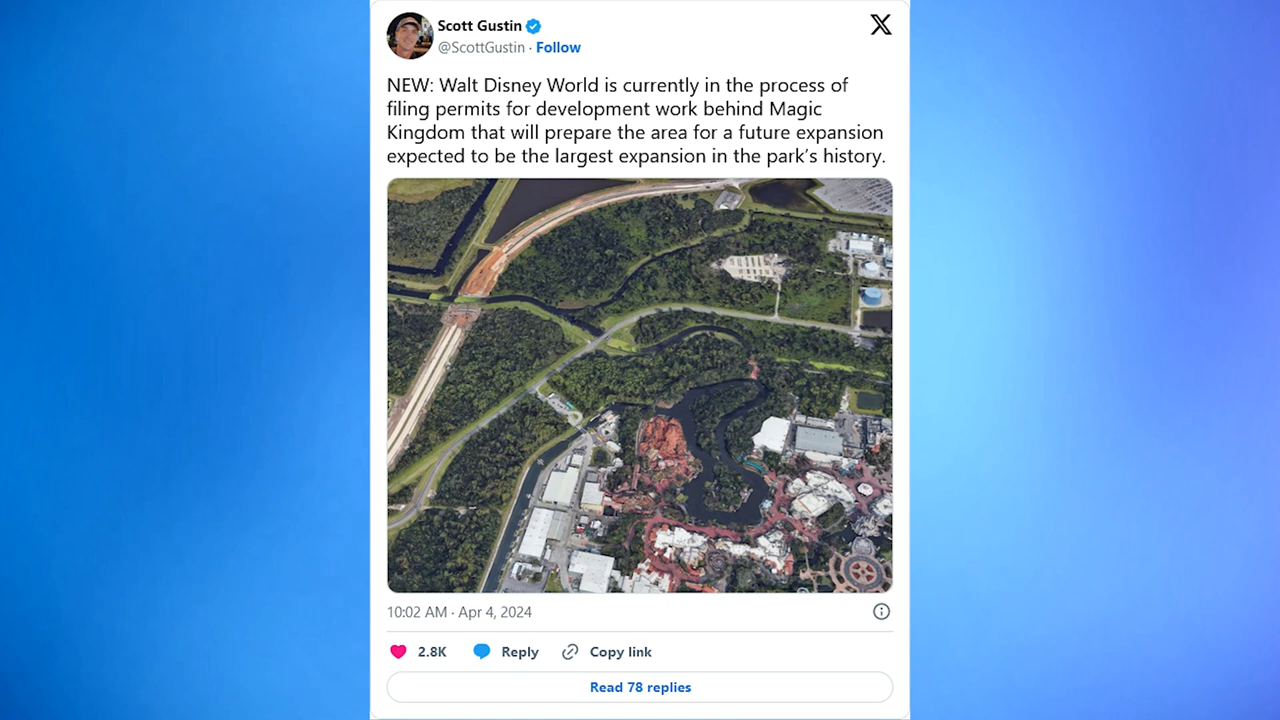 Scott Gustin
@ScottGustin · Follow
NEW: Walt Disney World is currently in the process of
filing permits for development work behind Magic
Kingdom that will prepare the area for a future expansion
expected to be the largest expansion in the park’s history.
10:02 AM · Apr 4, 2024
2.8K Reply Copy link
Read 78 replies